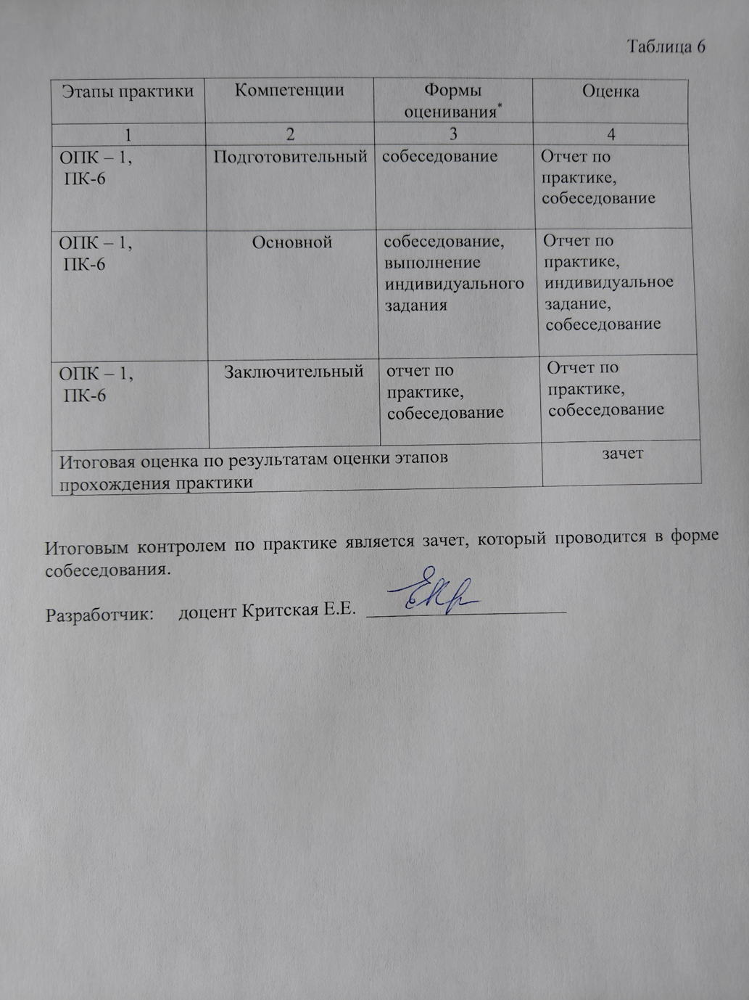 Таблица 6
Этапы практики
Компетенции
Формы
оценивания*
Оценка
1
2
3
4
ОПК – 1,
ПК-6
Подготовительный
собеседование
Отчет по
практике,
собеседование
ОПК – 1,
ПК-6
Основной
собеседование,
выполнение
индивидуального
задания
Отчет по
практике,
индивидуальное
задание,
собеседование
ОПК – 1,
ПК-6
Заключительный
отчет по
практике,
собеседование
Отчет по
практике,
собеседование
Итоговая оценка по результатам оценки этапов
прохождения практики
зачет
Итоговым контролем по практике является зачет, который проводится в форме
собеседования.
Разработчик: доцент Критская Е.Е.